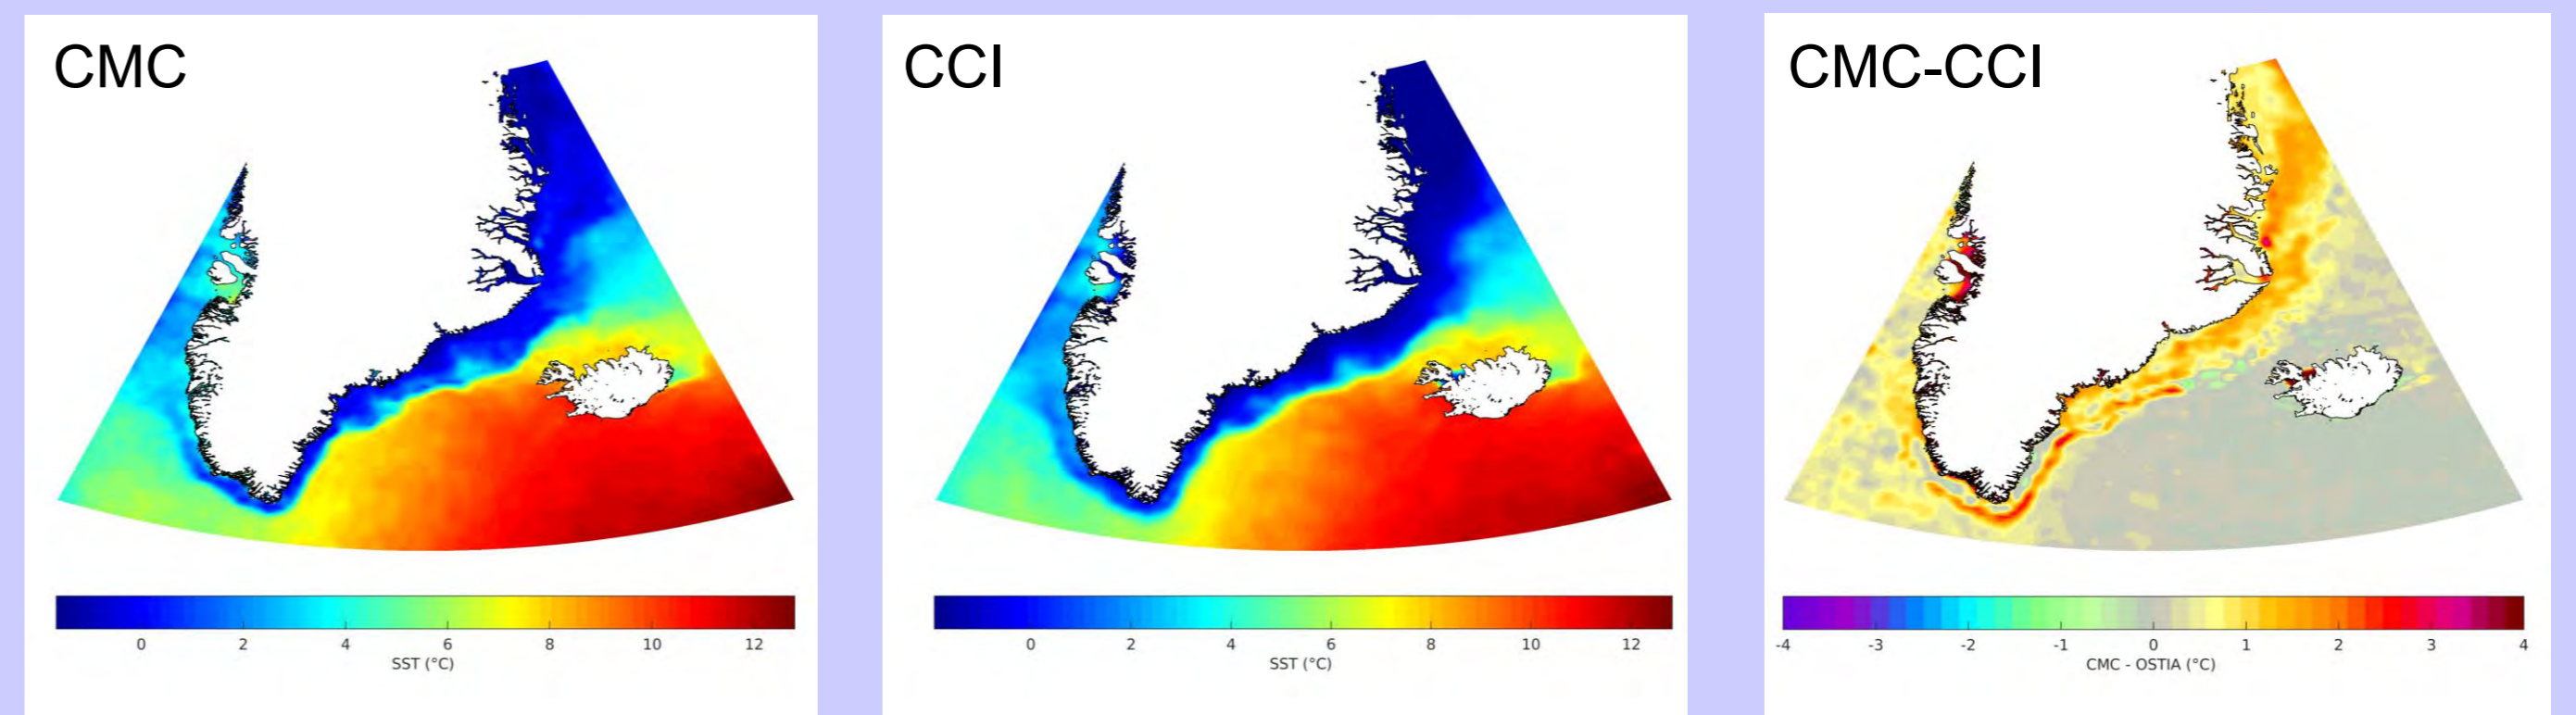 CMC
0 2 4 6 8 10 12
SST (°C)
CCI
0 2 4 6 8 10 12
SST (°C)
CMC-CCI
-4 -3 -2 -1 0 1 2 3 4
CMC - OSTIA (°C)